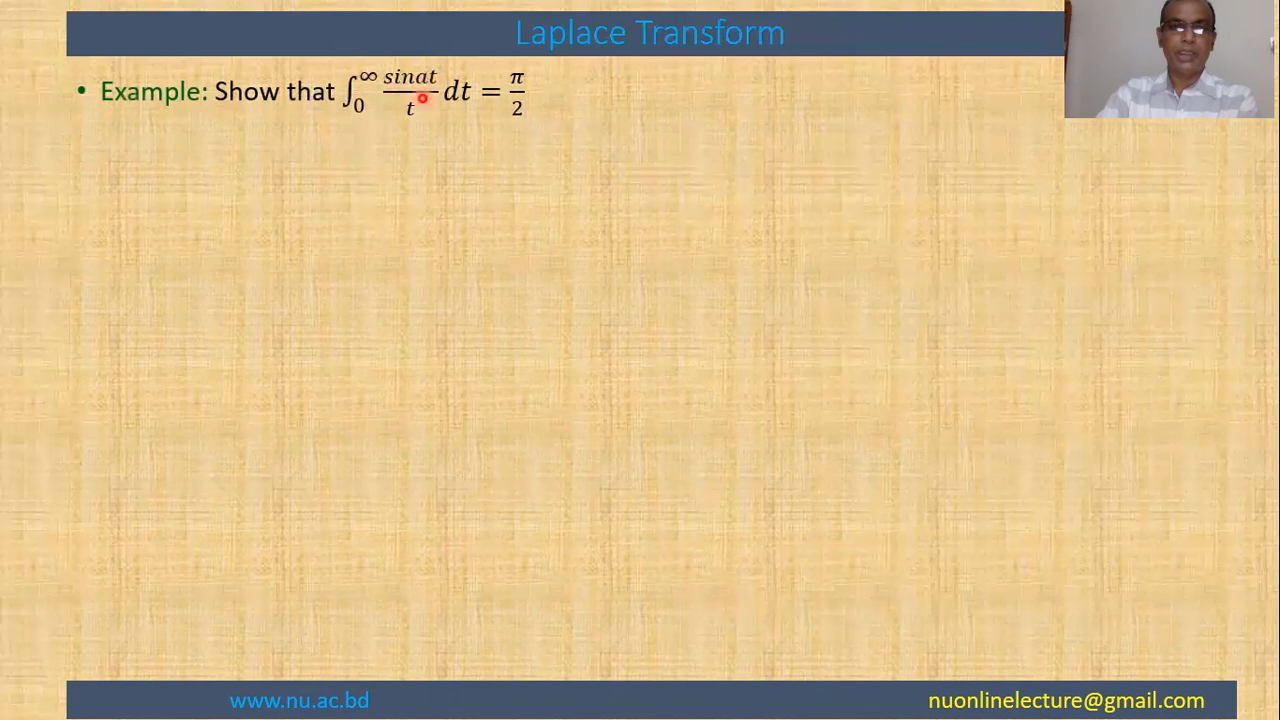 Laplace Transform
• Example: Show that ∫₀^∞ sinat/t dt = π/2
www.nu.ac.bd
nuonlinelecture@gmail.com